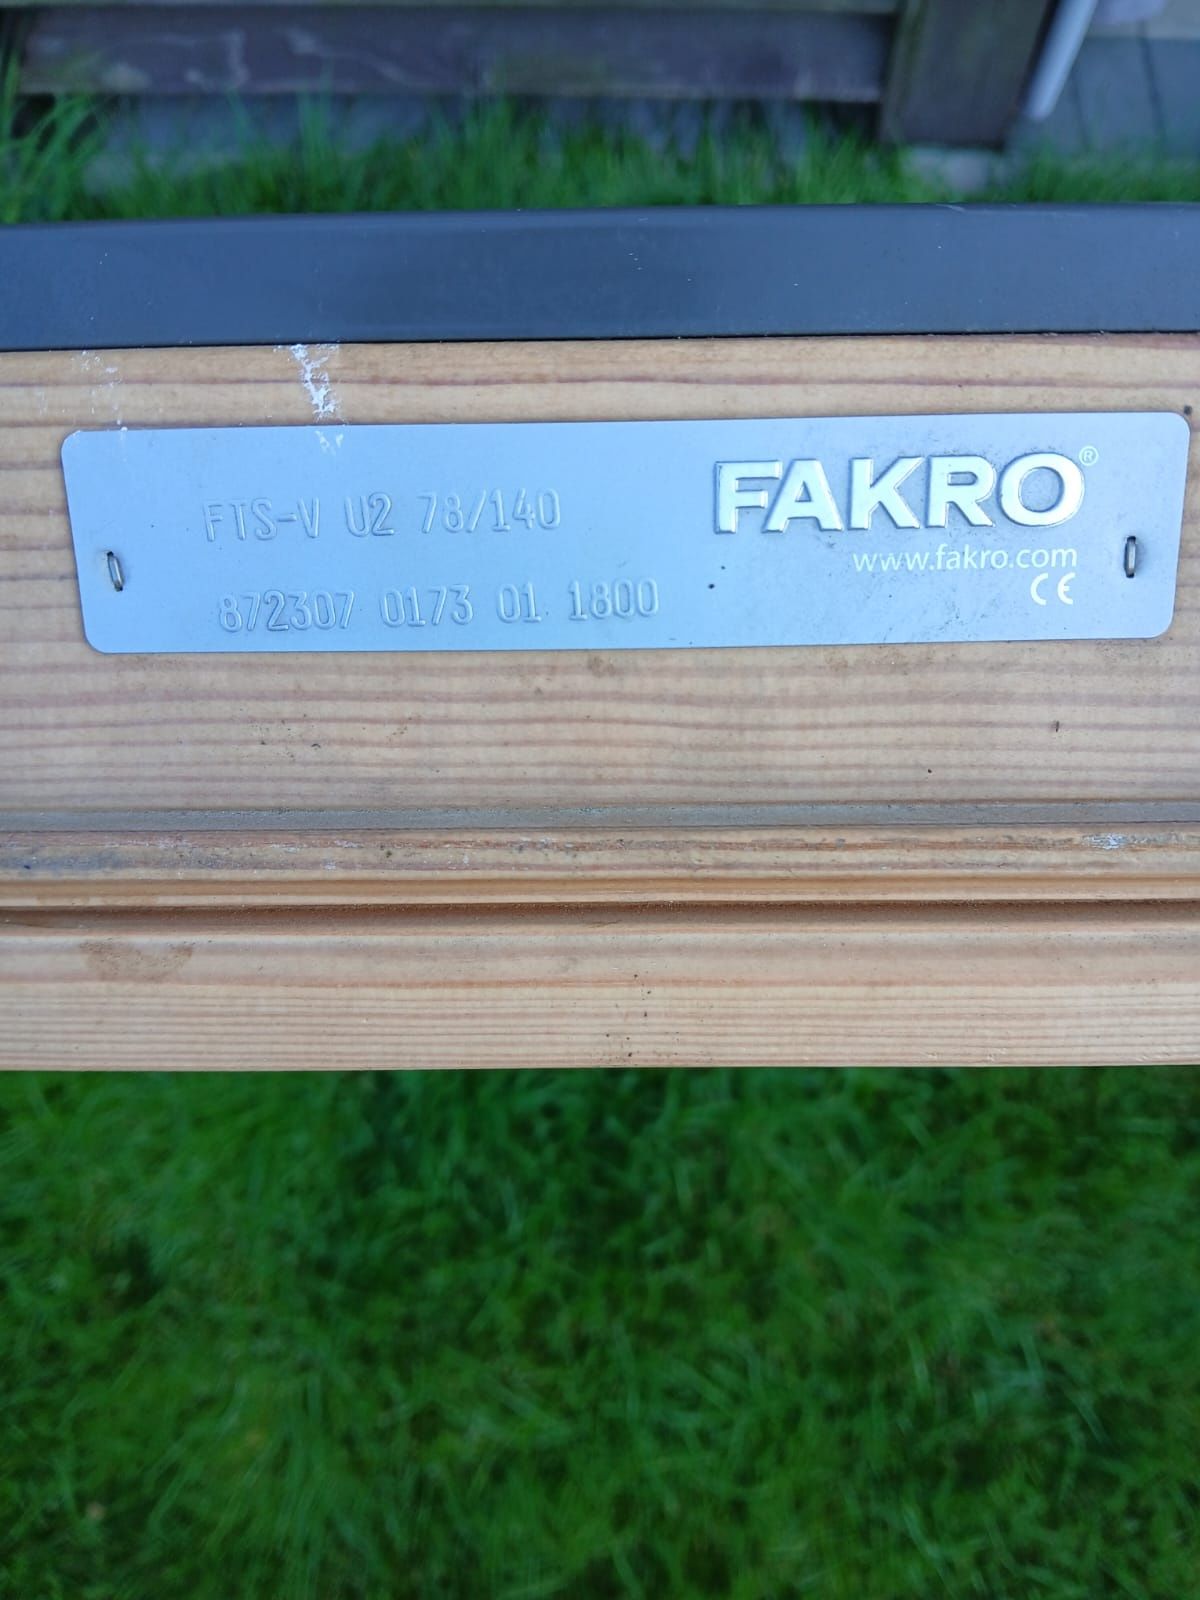 FTS-V U2 78/140
872307 0173 01 1800
FAKRO®
www.fakro.com
CE